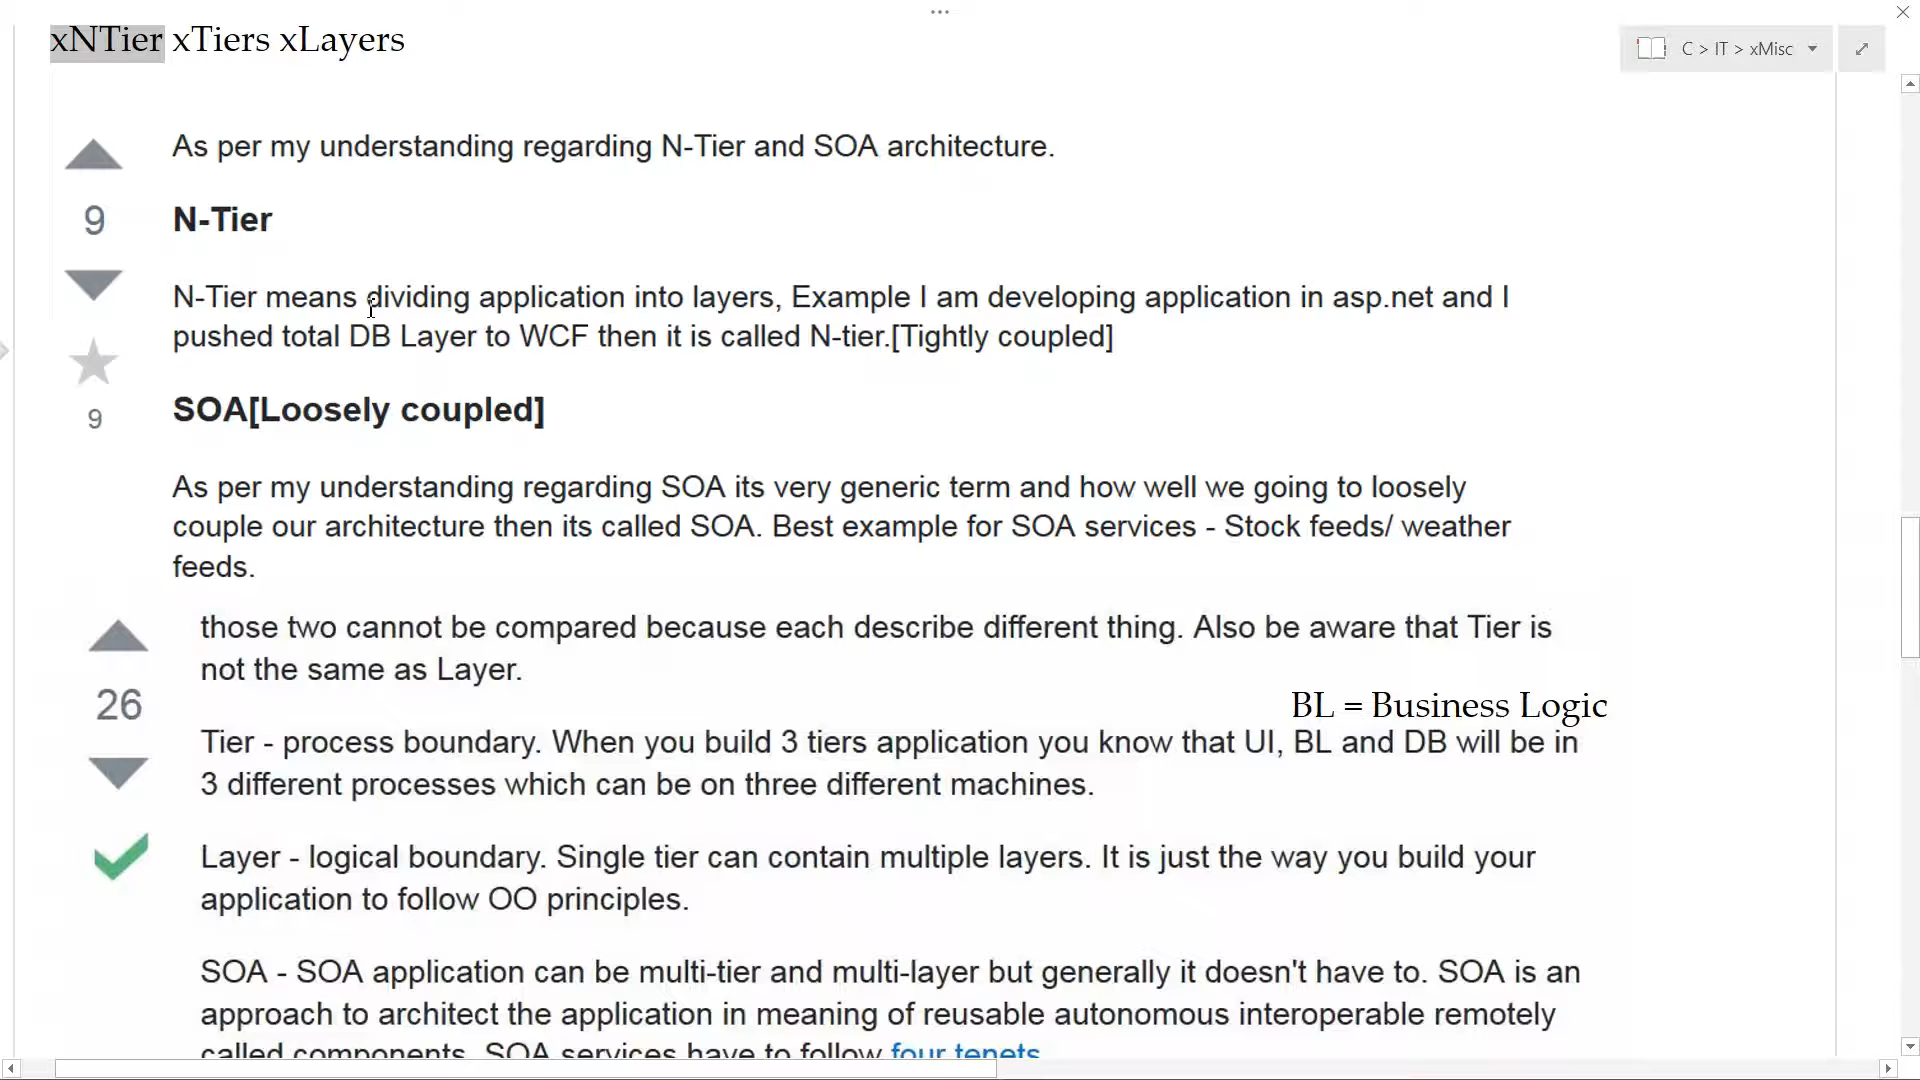 xNTier xTiers xLayers
C > IT > xMisc
As per my understanding regarding N-Tier and SOA architecture.
9
N-Tier
N-Tier means dividing application into layers, Example I am developing application in asp.net and I
pushed total DB Layer to WCF then it is called N-tier.[Tightly coupled]
9
SOA[Loosely coupled]
As per my understanding regarding SOA its very generic term and how well we going to loosely
couple our architecture then its called SOA. Best example for SOA services - Stock feeds/ weather
feeds.
those two cannot be compared because each describe different thing. Also be aware that Tier is
not the same as Layer.
26
BL = Business Logic
Tier - process boundary. When you build 3 tiers application you know that UI, BL and DB will be in
3 different processes which can be on three different machines.
Layer - logical boundary. Single tier can contain multiple layers. It is just the way you build your
application to follow OO principles.
SOA - SOA application can be multi-tier and multi-layer but generally it doesn't have to. SOA is an
approach to architect the application in meaning of reusable autonomous interoperable remotely
called components. SOA services have to follow four tenets.